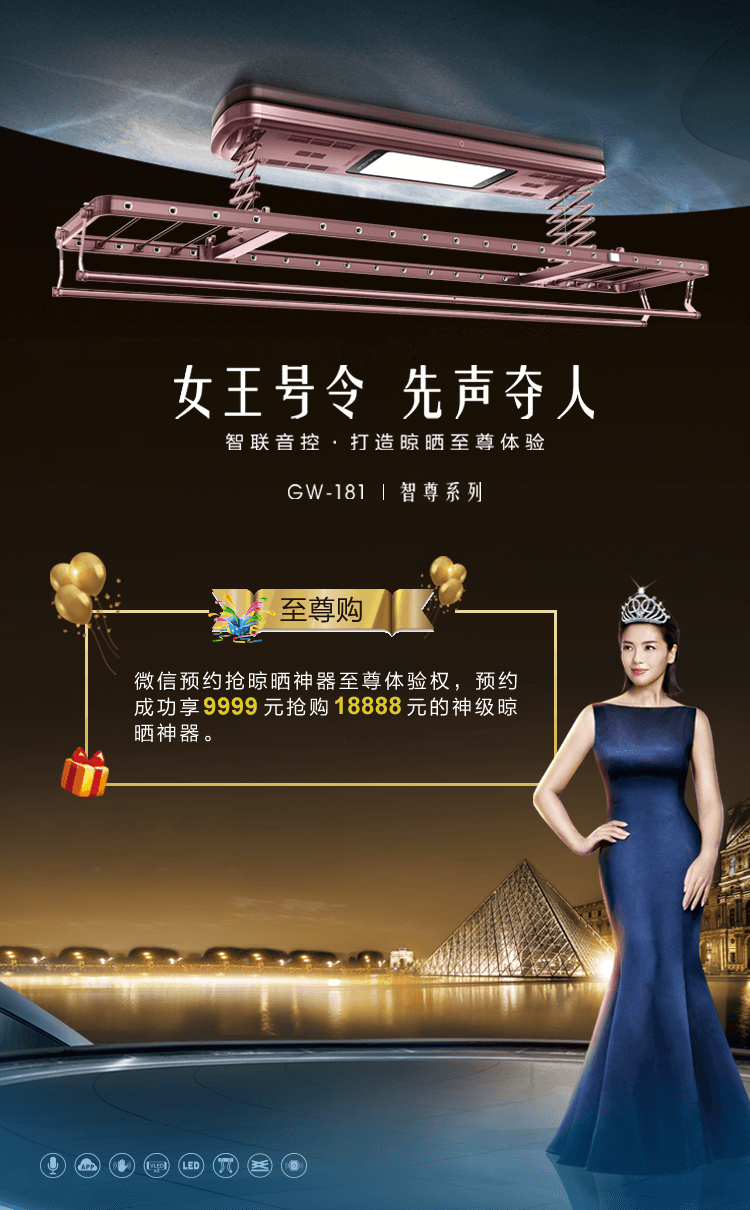 女王号令 先声夺人
智联音控·打造晾晒至尊体验
GW-181 | 智尊系列
至尊购
微信预约抢晾晒神器至尊体验权，预约
成功享9999元抢购18888元的神级晾
晒神器。
APP
LED